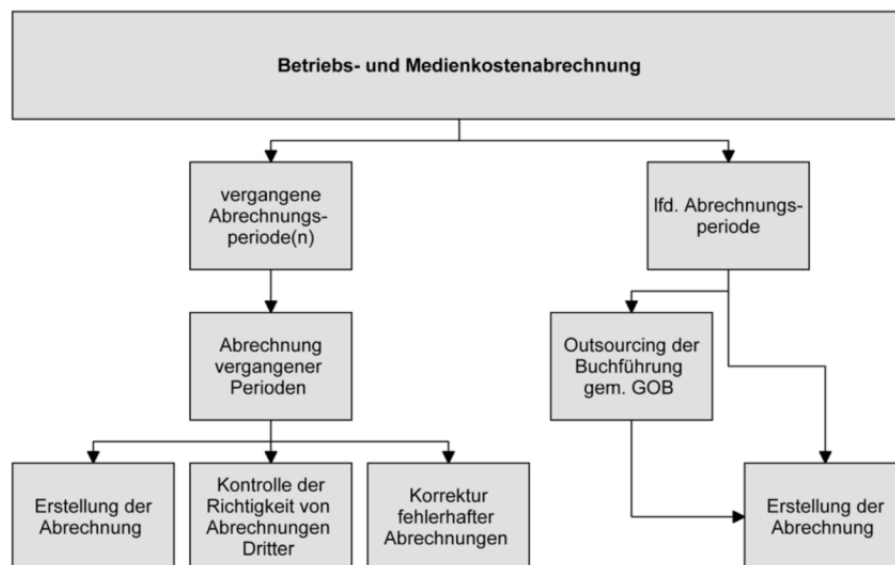 Betriebs- und Medienkostenabrechnung
vergangene
Abrechnungs-
periode(n)
lfd. Abrechnungs-
periode
Abrechnung
vergangener
Perioden
Outsourcing der
Buchführung
gem. GOB
Erstellung der
Abrechnung
Kontrolle der
Richtigkeit von
Abrechnungen
Dritter
Korrektur
fehlerhafter
Abrechnungen
Erstellung der
Abrechnung